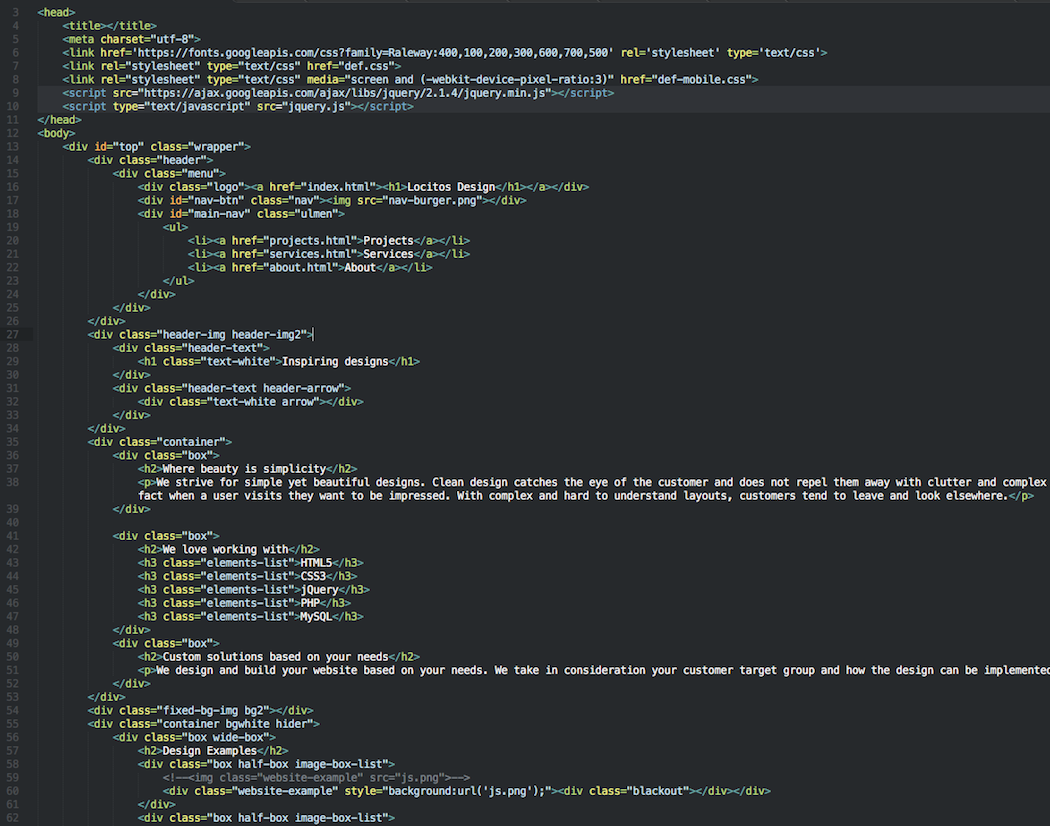 3 <head>
4 <title></title>
5 <meta charset="utf-8">
6 <link href='https://fonts.googleapis.com/css?family=Raleway:400,100,200,300,600,700,500' rel='stylesheet' type='text/css'>
7 <link rel="stylesheet" type="text/css" href="def.css">
8 <link rel="stylesheet" type="text/css" media="screen and (-webkit-device-pixel-ratio:3)" href="def-mobile.css">
9 <script src="https://ajax.googleapis.com/ajax/libs/jquery/2.1.4/jquery.min.js"></script>
10 <script type="text/javascript" src="jquery.js"></script>
11 </head>
12 <body>
13 <div id="top" class="wrapper">
14 <div class="header">
15 <div class="menu">
16 <div class="logo"><a href="index.html"><h1>Locitos Design</h1></a></div>
17 <div id="nav-btn" class="nav"><img src="nav-burger.png"></div>
18 <div id="main-nav" class="ulmen">
19 <ul>
20 <li><a href="projects.html">Projects</a></li>
21 <li><a href="services.html">Services</a></li>
22 <li><a href="about.html">About</a></li>
23 </ul>
24 </div>
25 </div>
26 </div>
27 <div class="header-img header-img2">
28 <div class="header-text">
29 <h1 class="text-white">Inspiring designs</h1>
30 </div>
31 <div class="header-text header-arrow">
32 <div class="text-white arrow"></div>
33 </div>
34 </div>
35 <div class="container">
36 <div class="box">
37 <h2>Where beauty is simplicity</h2>
38 <p>We strive for simple yet beautiful designs. Clean design catches the eye of the customer and does not repel them away with clutter and complex
fact when a user visits they want to be impressed. With complex and hard to understand layouts, customers tend to leave and look elsewhere.</p>
39 </div>
40
41 <div class="box">
42 <h2>We love working with</h2>
43 <h3 class="elements-list">HTML5</h3>
44 <h3 class="elements-list">CSS3</h3>
45 <h3 class="elements-list">jQuery</h3>
46 <h3 class="elements-list">PHP</h3>
47 <h3 class="elements-list">MySQL</h3>
48 </div>
49 <div class="box">
50 <h2>Custom solutions based on your needs</h2>
51 <p>We design and build your website based on your needs. We take in consideration your customer target group and how the design can be implemented
52 </div>
53 </div>
54 <div class="fixed-bg-img bg2"></div>
55 <div class="container bgwhite hider">
56 <div class="box wide-box">
57 <h2>Design Examples</h2>
58 <div class="box half-box image-box-list">
59 <!--<img class="website-example" src="js.png">-->
60 <div class="website-example" style="background:url('js.png');"><div class="blackout"></div></div>
61 </div>
62 <div class="box half-box image-box-list">